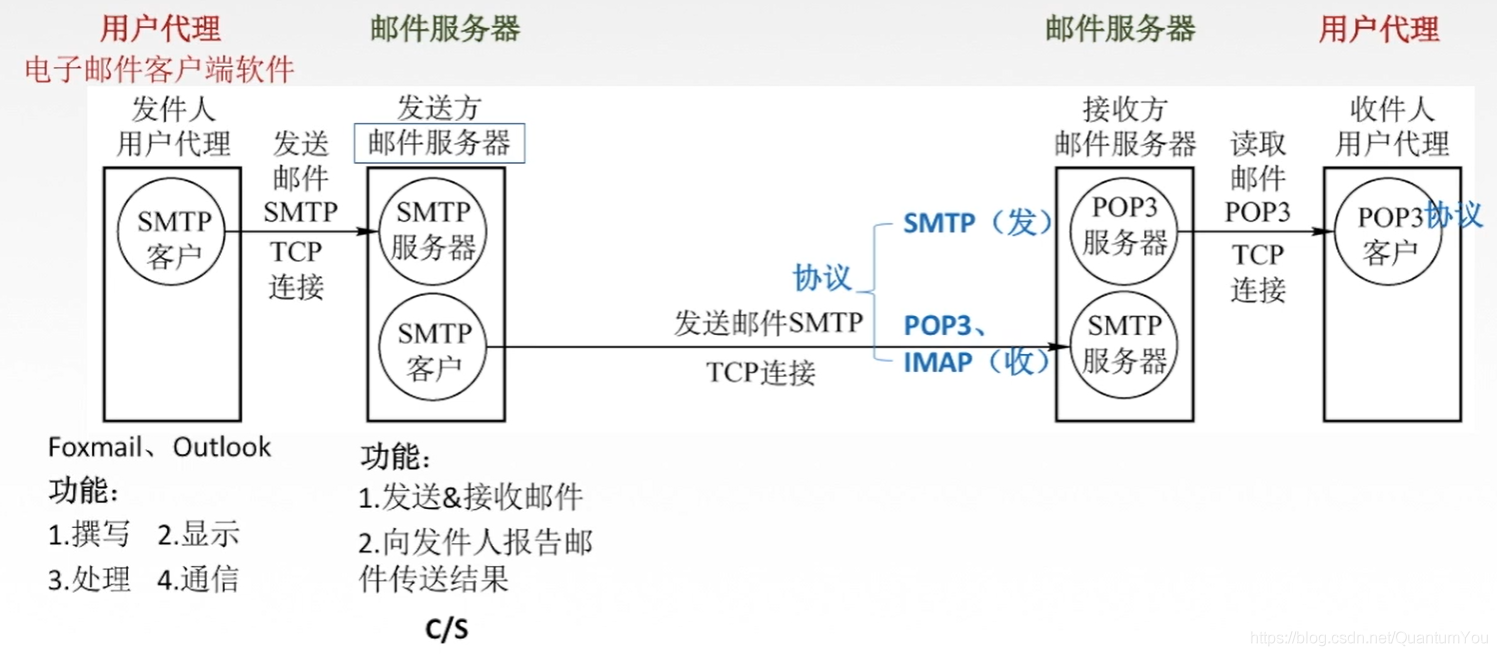 用户代理
邮件服务器
邮件服务器
用户代理
电子邮件客户端软件
发件人
用户代理
发送
邮件
SMTP
TCP
连接
发送方
邮件服务器
接收方
邮件服务器
读取
邮件
POP3
TCP
连接
收件人
用户代理
SMTP
客户
SMTP
服务器
SMTP
客户
发送邮件SMTP
TCP连接
协议
SMTP（发）
POP3、
IMAP（收）
POP3
服务器
SMTP
服务器
POP3
客户
协议
Foxmail、Outlook
功能：
1.撰写 2.显示
3.处理 4.通信
功能：
1.发送&接收邮件
2.向发件人报告邮
件传送结果
C/S
https://blog.csdn.net/QuantumYou